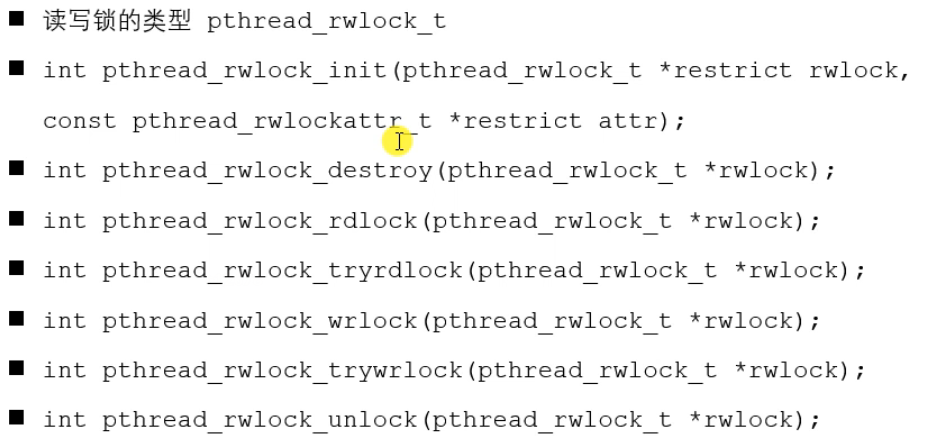 ■ 读写锁的类型 pthread_rwlock_t
■ int pthread_rwlock_init(pthread_rwlock_t *restrict rwlock,
const pthread_rwlockattr_t *restrict attr);
■ int pthread_rwlock_destroy(pthread_rwlock_t *rwlock);
■ int pthread_rwlock_rdlock(pthread_rwlock_t *rwlock);
■ int pthread_rwlock_tryrdlock(pthread_rwlock_t *rwlock);
■ int pthread_rwlock_wrlock(pthread_rwlock_t *rwlock);
■ int pthread_rwlock_trywrlock(pthread_rwlock_t *rwlock);
■ int pthread_rwlock_unlock(pthread_rwlock_t *rwlock);